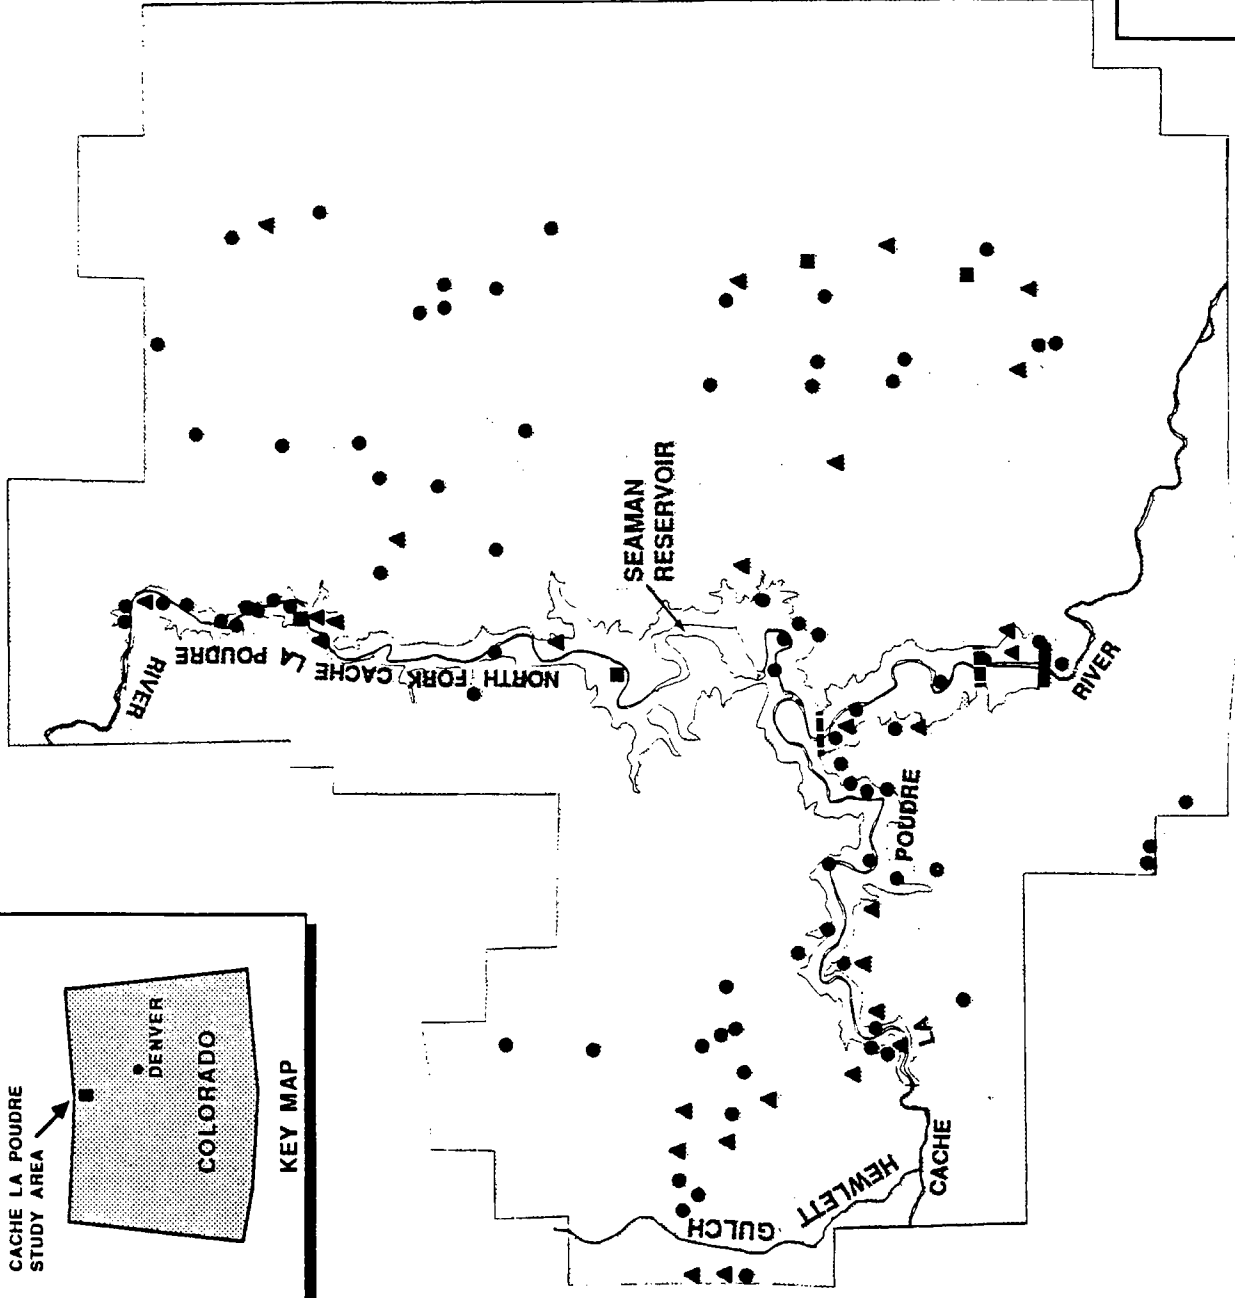 CACHE LA POUDRE
STUDY AREA
DENVER
COLORADO
KEY MAP
RIVER
LA POUDRE
CACHE
NORTH FORK
SEAMAN
RESERVOIR
HEWLETT
GULCH
CACHE
LA
POUDRE
RIVER